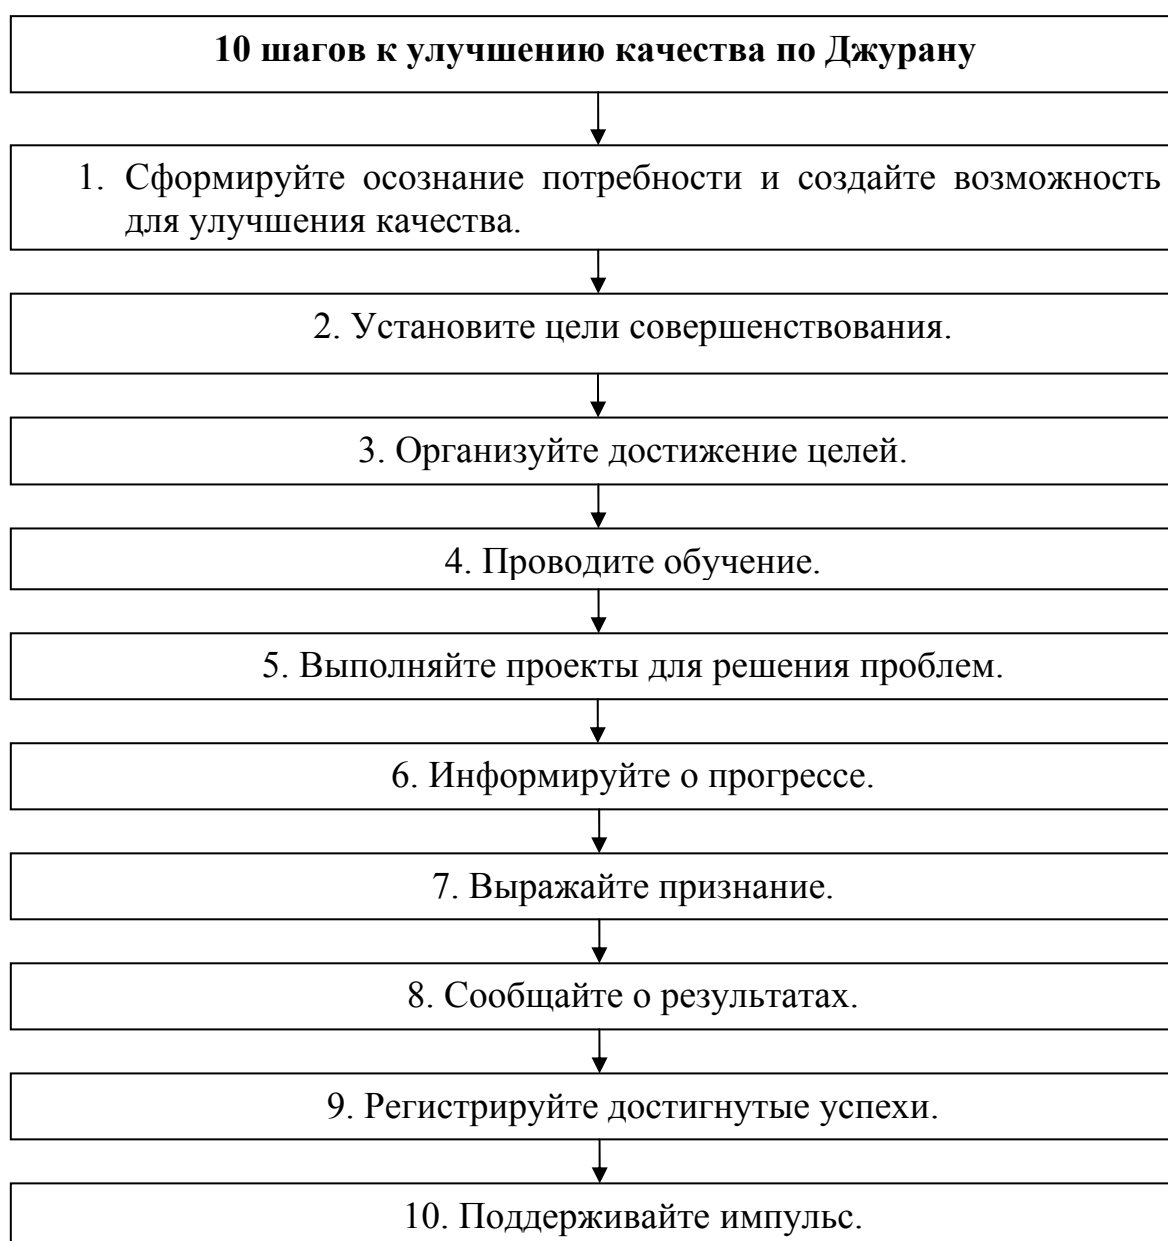 10 шагов к улучшению качества по Джурану
1. Сформируйте осознание потребности и создайте возможность
для улучшения качества.
2. Установите цели совершенствования.
3. Организуйте достижение целей.
4. Проводите обучение.
5. Выполняйте проекты для решения проблем.
6. Информируйте о прогрессе.
7. Выражайте признание.
8. Сообщайте о результатах.
9. Регистрируйте достигнутые успехи.
10. Поддерживайте импульс.